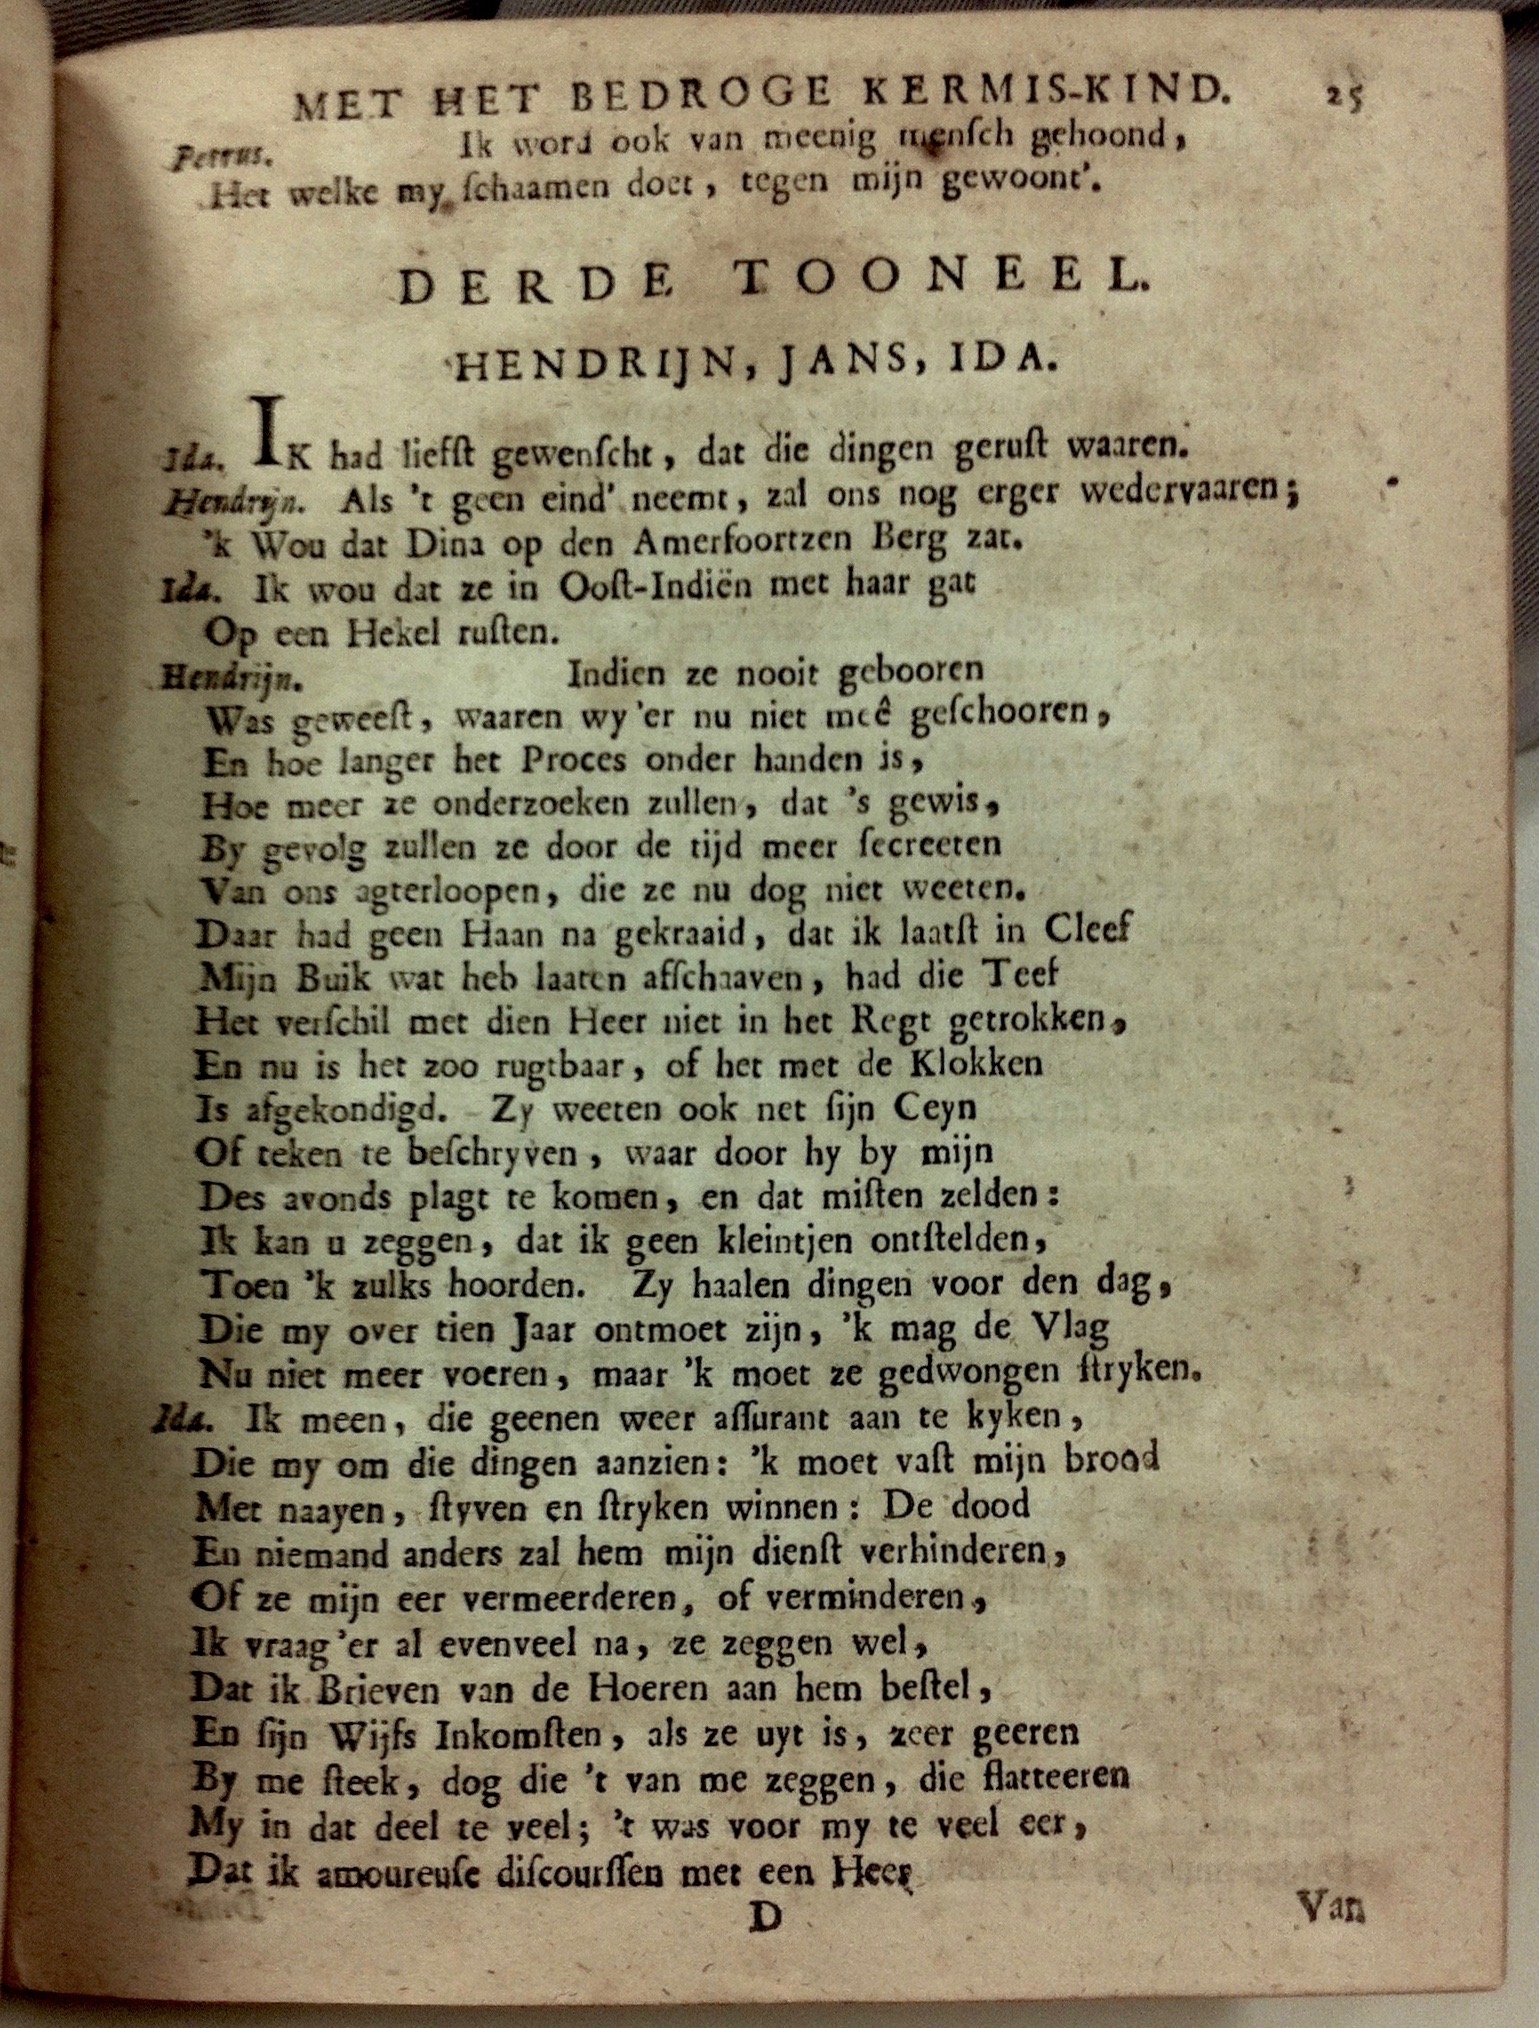 MET HET BEDROGE KERMIS-KIND. 25
Petrus. Ik word ook van meenig menſch gehoond,
Het welke my ſchaamen doet, tegen mijn gewoont'.
DERDE TOONEEL.
HENDRIJN, JANS, IDA.
Ida. IK had liefſt gewenſcht, dat die dingen geruſt waaren.
Hendrijn. Als 't geen eind' neemt, zal ons nog erger wedervaaren;
'k Wou dat Dina op den Amerfoortzen Berg zat.
Ida. Ik wou dat ze in Ooſt-Indiën met haar gat
Op een Hekel ruſten.
Hendrijn. Indien ze nooit gebooren
Was geweeſt, waaren wy 'er nu niet meê geſchooren,
En hoe langer het Proces onder handen is,
Hoe meer ze onderzoeken zullen, dat 's gewis,
By gevolg zullen ze door de tijd meer ſecreeten
Van ons agterloopen, die ze nu dog niet weeten.
Daar had geen Haan na gekraaid, dat ik laatſt in Cleef
Mijn Buik wat heb laaten afſchaaven, had die Teef
Het verſchil met dien Heer niet in het Regt getrokken,
En nu is het zoo rugtbaar, of het met de Klokken
Is afgekondigd. Zy weeten ook net ſijn Ceyn
Of teken te beſchryven, waar door hy by mijn
Des avonds plagt te komen, en dat miſten zelden:
Ik kan u zeggen, dat ik geen kleintjen ontſtelden,
Toen 'k zulks hoorden. Zy haalen dingen voor den dag,
Die my over tien Jaar ontmoet zijn, 'k mag de Vlag
Nu niet meer voeren, maar 'k moet ze gedwongen ſtryken.
Ida. Ik meen, die geenen weer aſſurant aan te kyken,
Die my om die dingen aanzien: 'k moet vaſt mijn brood
Met naayen, ſtyven en ſtryken winnen: De dood
En niemand anders zal hem mijn dienſt verhinderen,
Of ze mijn eer vermeerderen, of verminderen,
Ik vraag 'er al evenveel na, ze zeggen wel,
Dat ik Brieven van de Hoeren aan hem beſtel,
En ſijn Wijfs Inkomſten, als ze uyt is, zeer geeren
By me ſteek, dog die 't van me zeggen, die flatteeren
My in dat deel te veel; 't was voor my te veel eer,
Dat ik amoureuſe diſcourſſen met een Heer
D Van